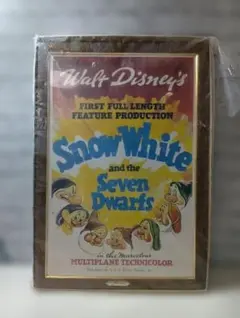 Walt Disney's
FIRST FULL LENGTH
FEATURE PRODUCTION
Snow White
and the
Seven
Dwarfs
in the Marvelous
MULTIPLANE TECHNICOLOR